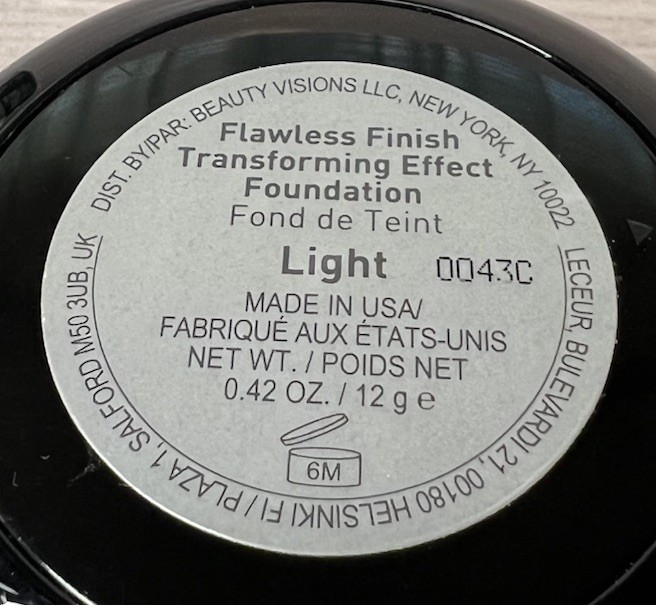 DIST. BY/PAR: BEAUTY VISIONS LLC, NEW YORK, NY 10022
Flawless Finish
Transforming Effect
Foundation
Fond de Teint
Light 0043C
MADE IN USA/
FABRIQUÉ AUX ÉTATS-UNIS
NET WT. / POIDS NET
0.42 OZ. / 12 g e
6M
LECEUR, BULEVARDI 21, 00180 HELSINKI FI / PLAZA 1, SALFORD M50 3UB, UK